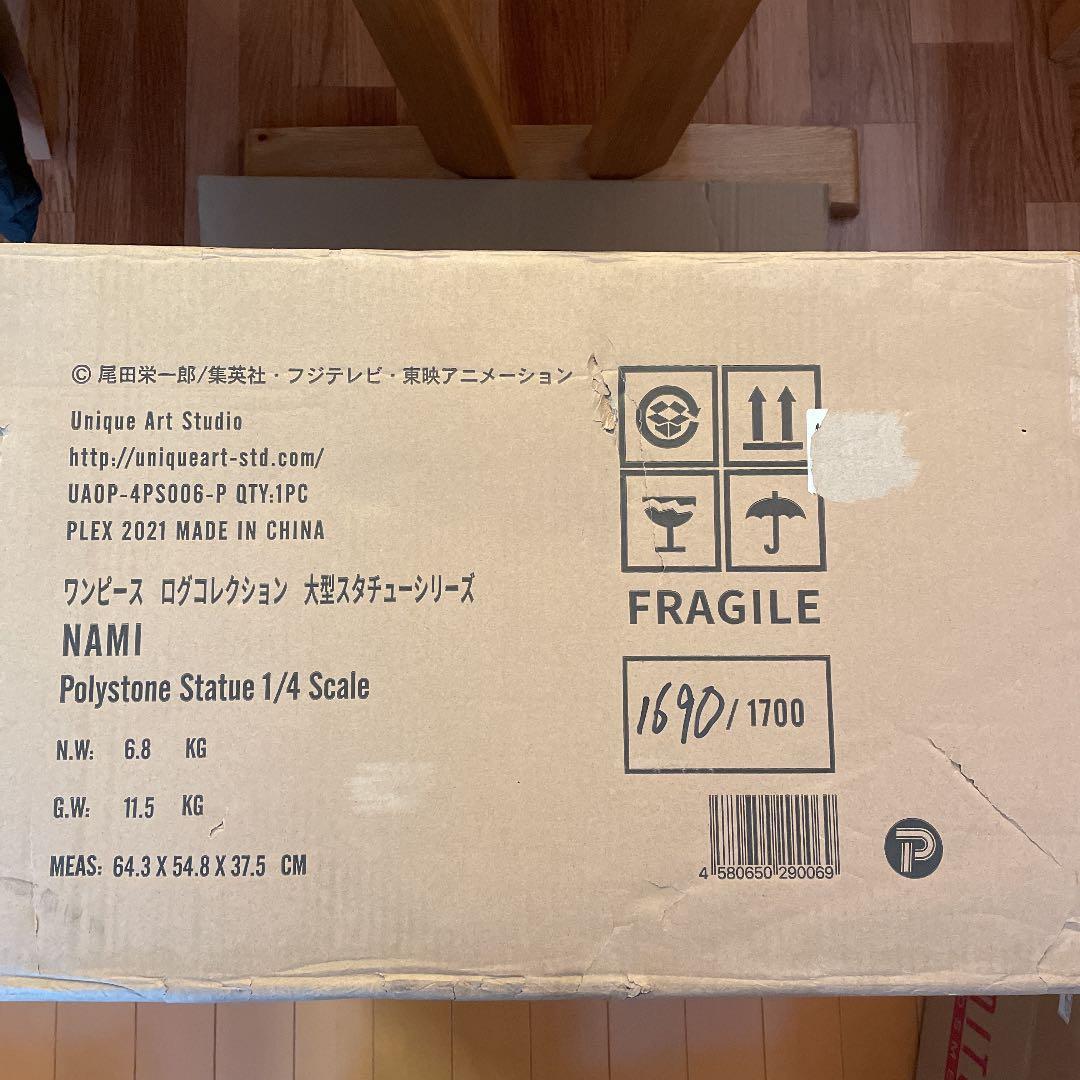 © 尾田栄一郎/集英社・フジテレビ・東映アニメーション
Unique Art Studio
http://uniqueart-std.com/
UAOP-4PS006-P QTY:1PC
PLEX 2021 MADE IN CHINA
ワンピース ログコレクション 大型スタチューシリーズ
NAMI
Polystone Statue 1/4 Scale
N.W: 6.8 KG
G.W: 11.5 KG
MEAS: 64.3 X 54.8 X 37.5 CM
FRAGILE
1690/1700
4 580650 290069